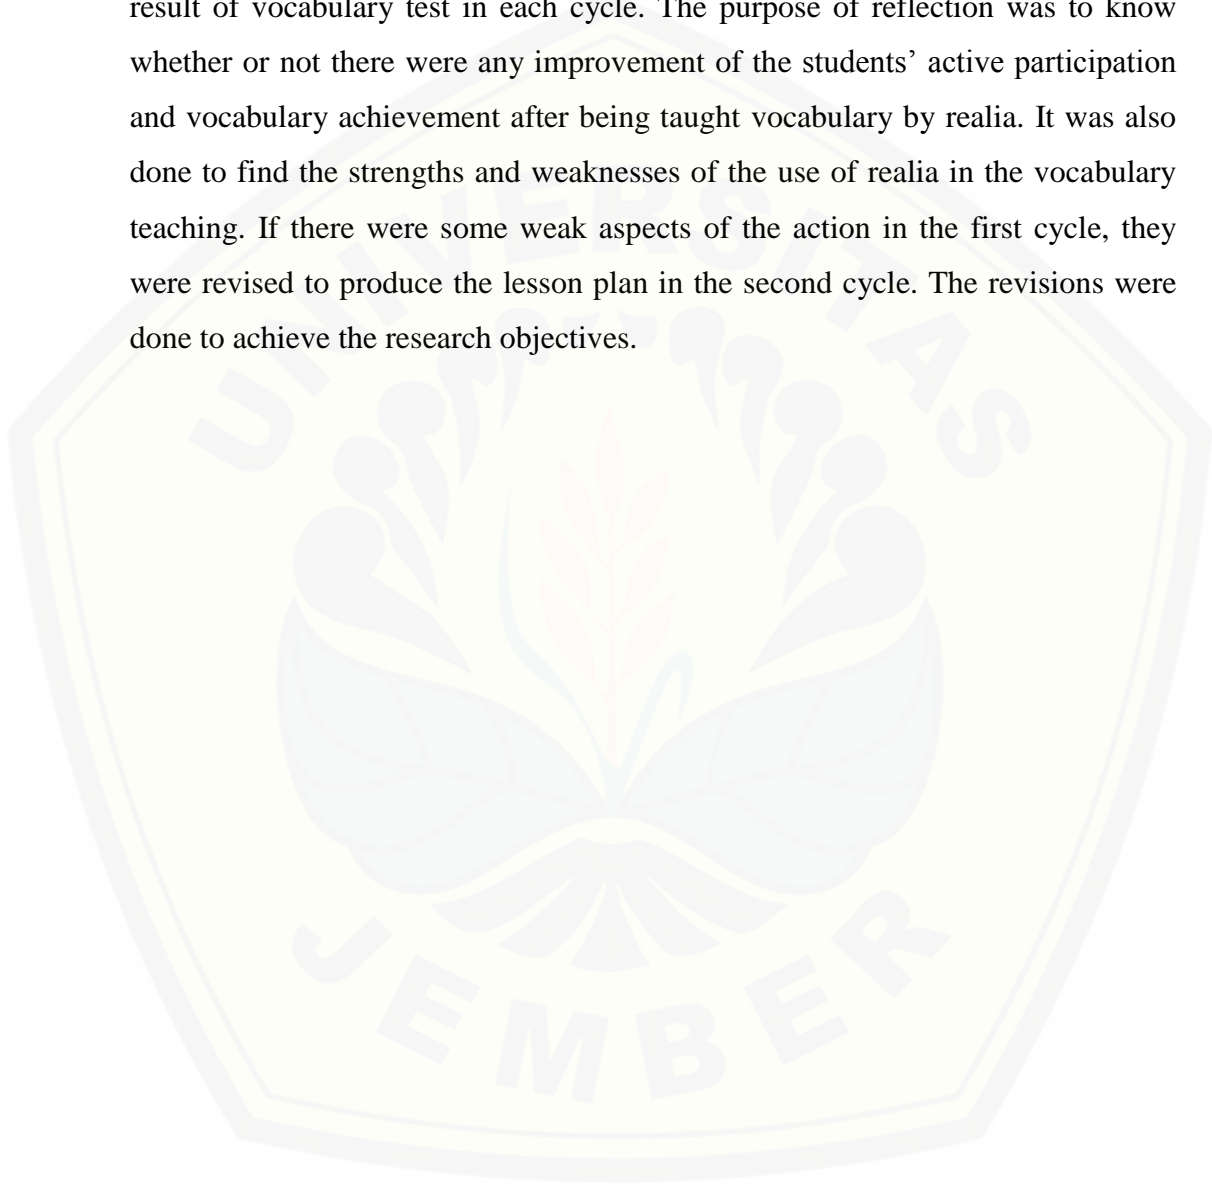 result of vocabulary test in each cycle. The purpose of reflection was to know
whether or not there were any improvement of the students’ active participation
and vocabulary achievement after being taught vocabulary by realia. It was also
done to find the strengths and weaknesses of the use of realia in the vocabulary
teaching. If there were some weak aspects of the action in the first cycle, they
were revised to produce the lesson plan in the second cycle. The revisions were
done to achieve the research objectives.
UNIVERSITAS
JEMBER